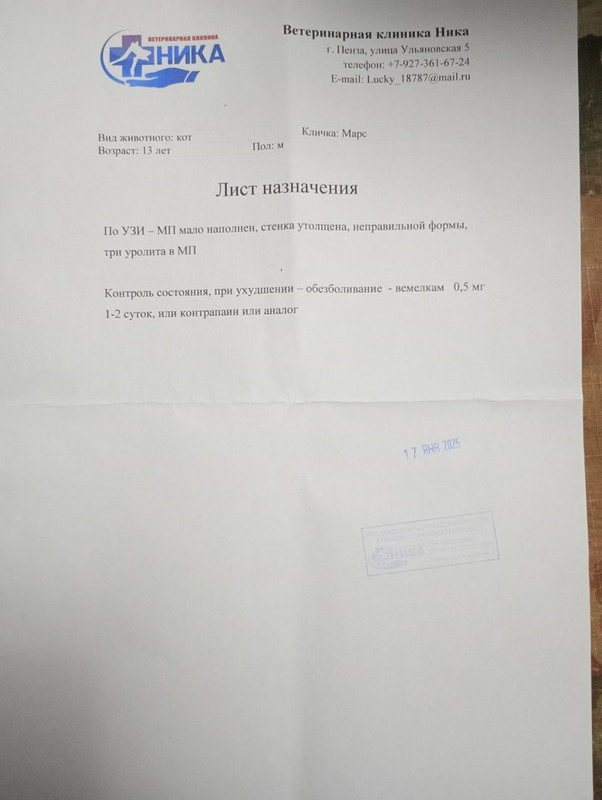 ВЕТЕРИНАРНАЯ КЛИНИКА
НИКА
Ветеринарная клиника Ника
г. Пенза, улица Ульяновская 5
телефон: +7-927-361-67-24
E-mail: Lucky_18787@mail.ru
Вид животного: кот
Возраст: 13 лет
Пол: м
Кличка: Марс
Лист назначения
По УЗИ – МП мало наполнен, стенка утолщена, неправильной формы,
три уролита в МП
Контроль состояния, при ухудшении – обезболивание - вемелкам 0,5 мг
1-2 суток, или контрапаин или аналог
17 ЯНВ 2025
НИКА